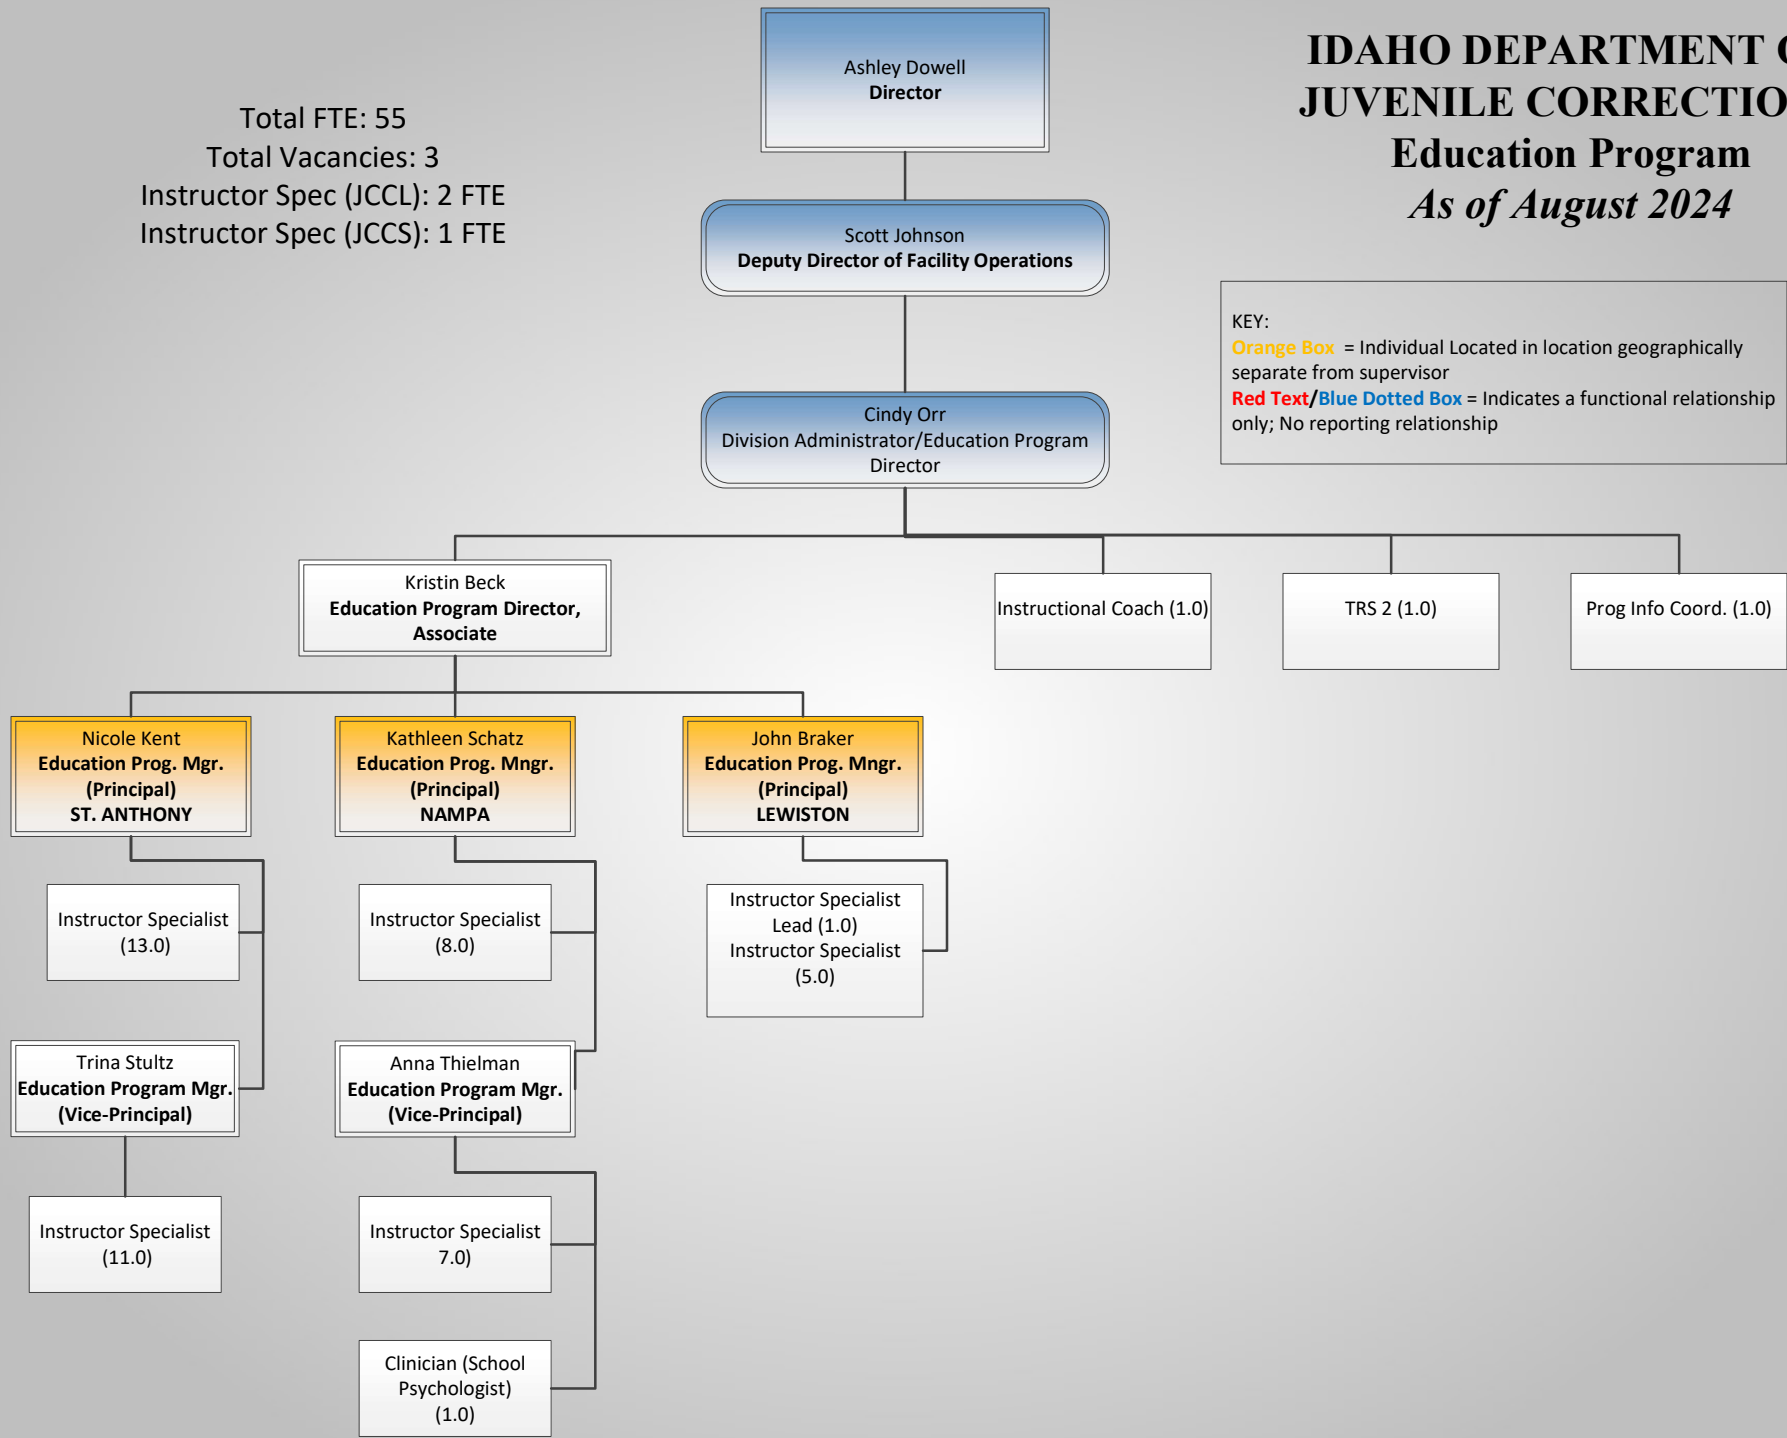 Total FTE: 55
Total Vacancies: 3
Instructor Spec (JCCL): 2 FTE
Instructor Spec (JCCS): 1 FTE
Ashley Dowell
Director
IDAHO DEPARTMENT
JUVENILE CORRECTIO
Education Program
As of August 2024
Scott Johnson
Deputy Director of Facility Operations
KEY:
Orange Box = Individual Located in location geographically
separate from supervisor
Red Text/Blue Dotted Box = Indicates a functional relationship
only; No reporting relationship
Cindy Orr
Division Administrator/Education Program
Director
Kristin Beck
Education Program Director,
Associate
Instructional Coach (1.0)
TRS 2 (1.0)
Prog Info Coord. (1.0)
Nicole Kent
Education Prog. Mgr.
(Principal)
ST. ANTHONY
Kathleen Schatz
Education Prog. Mngr.
(Principal)
NAMPA
John Braker
Education Prog. Mngr.
(Principal)
LEWISTON
Instructor Specialist
(13.0)
Instructor Specialist
(8.0)
Instructor Specialist
Lead (1.0)
Instructor Specialist
(5.0)
Trina Stultz
Education Program Mgr.
(Vice-Principal)
Anna Thielman
Education Program Mgr.
(Vice-Principal)
Instructor Specialist
(11.0)
Instructor Specialist
7.0)
Clinician (School
Psychologist)
(1.0)